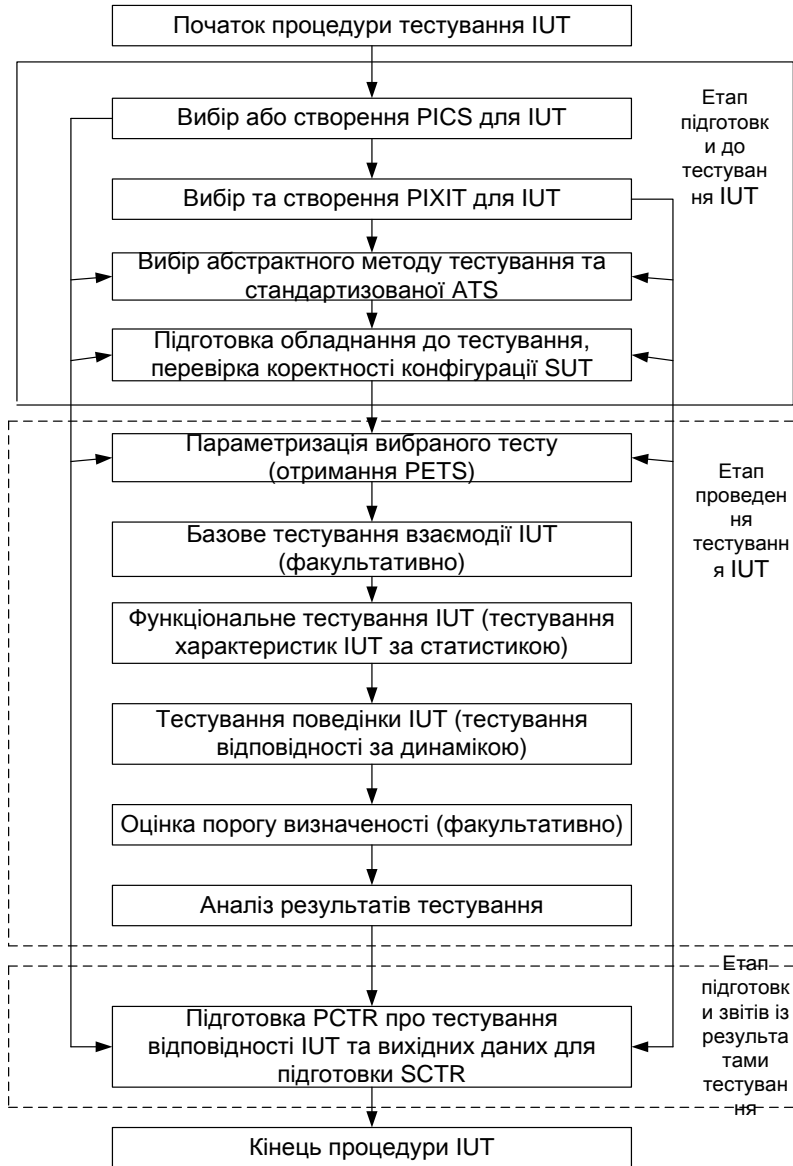 Початок процедури тестування IUT
Етап
підготовк
и до
тестуван
ня IUT
Вибір або створення PICS для IUT
Вибір та створення PIXIT для IUT
Вибір абстрактного методу тестування та
стандартизованої ATS
Підготовка обладнання до тестування,
перевірка коректності конфігурації SUT
Параметризація вибраного тесту
(отримання PETS)
Етап
проведен
ня
тестуванн
я IUT
Базове тестування взаємодії IUT
(факультативно)
Функціональне тестування IUT (тестування
характеристик IUT за статистикою)
Тестування поведінки IUT (тестування
відповідності за динамікою)
Оцінка порогу визначеності (факультативно)
Аналіз результатів тестування
Етап
підготовк
и звітів із
результа
тами
тестуван
ня
Підготовка PCTR про тестування
відповідності IUT та вихідних даних для
підготовки SCTR
Кінець процедури IUT